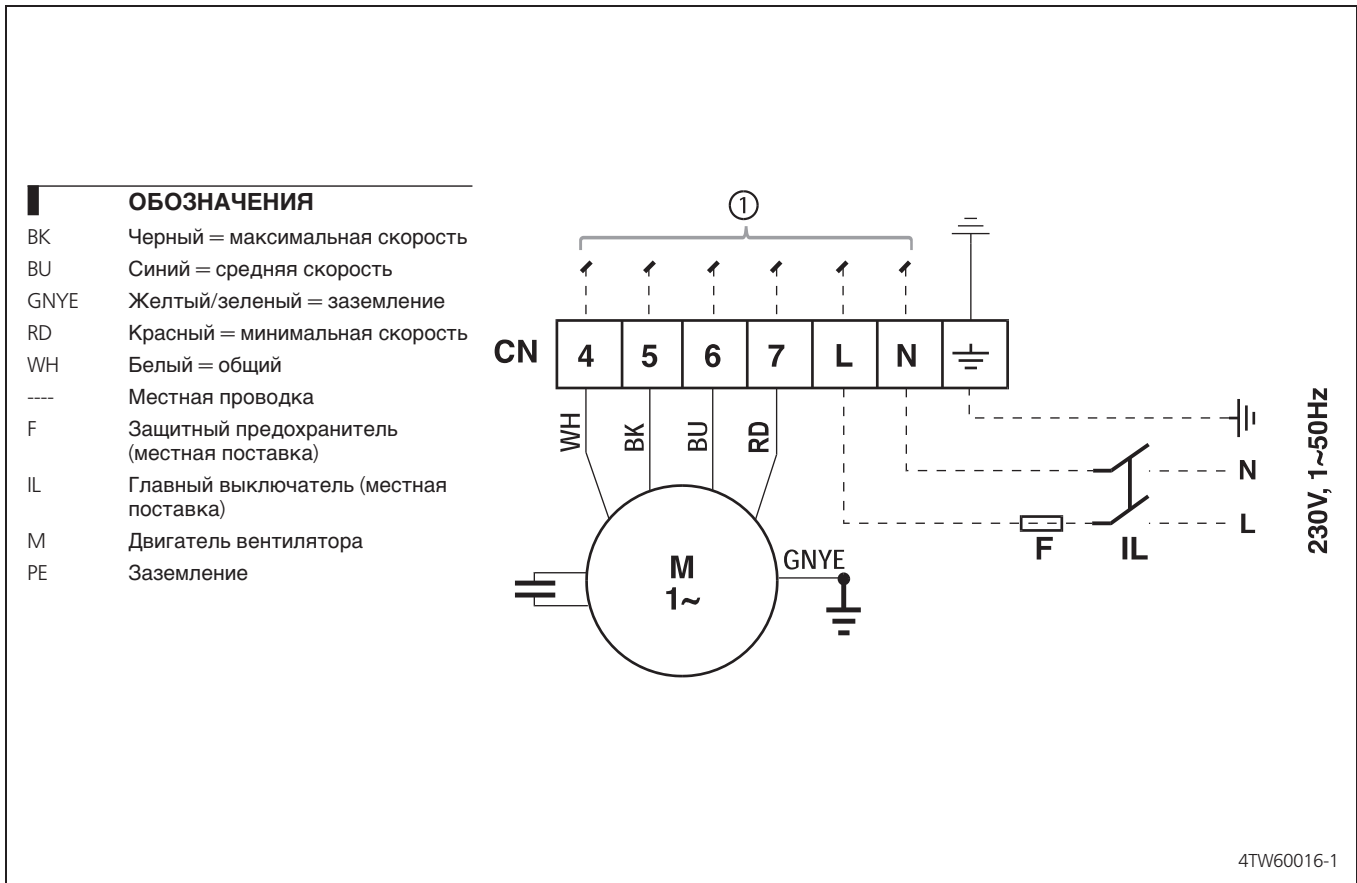 ОБОЗНАЧЕНИЯ
BK Черный = максимальная скорость
BU Синий = средняя скорость
GNYE Желтый/зеленый = заземление
RD Красный = минимальная скорость
WH Белый = общий
---- Местная проводка
F Защитный предохранитель
(местная поставка)
IL Главный выключатель (местная
поставка)
M Двигатель вентилятора
PE Заземление
1
CN 4 5 6 7 L N
WH BK BU RD
M
1~
GNYE
N
L
F IL
230V, 1~50Hz
4TW60016-1